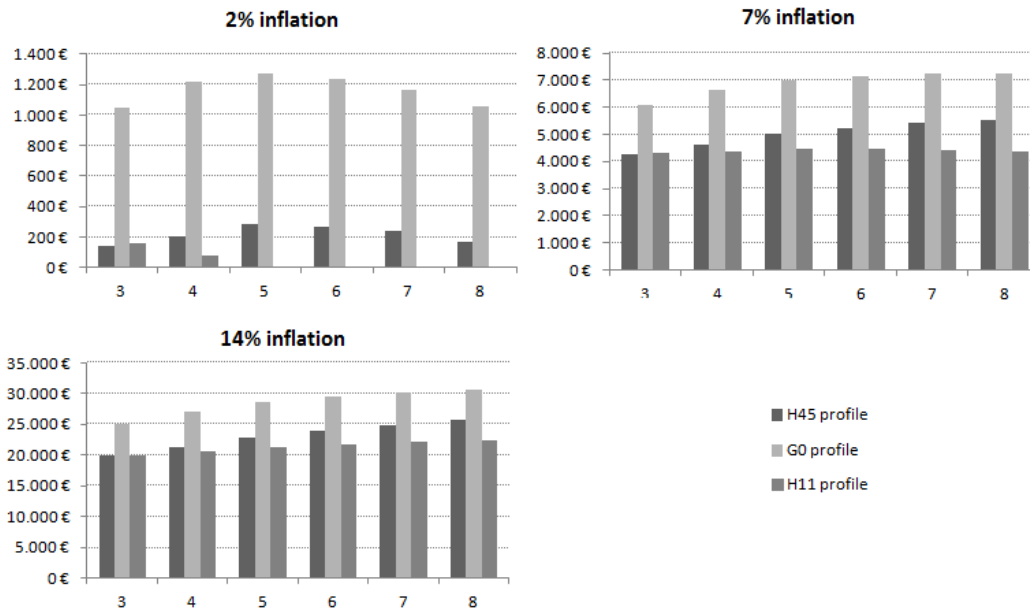 2% inflation
1.400 €
1.200 €
1.000 €
800 €
600 €
400 €
200 €
0 €
3 4 5 6 7 8
7% inflation
8.000 €
7.000 €
6.000 €
5.000 €
4.000 €
3.000 €
2.000 €
1.000 €
0 €
3 4 5 6 7 8
14% inflation
35.000 €
30.000 €
25.000 €
20.000 €
15.000 €
10.000 €
5.000 €
0 €
3 4 5 6 7 8
H45 profile
G0 profile
H11 profile